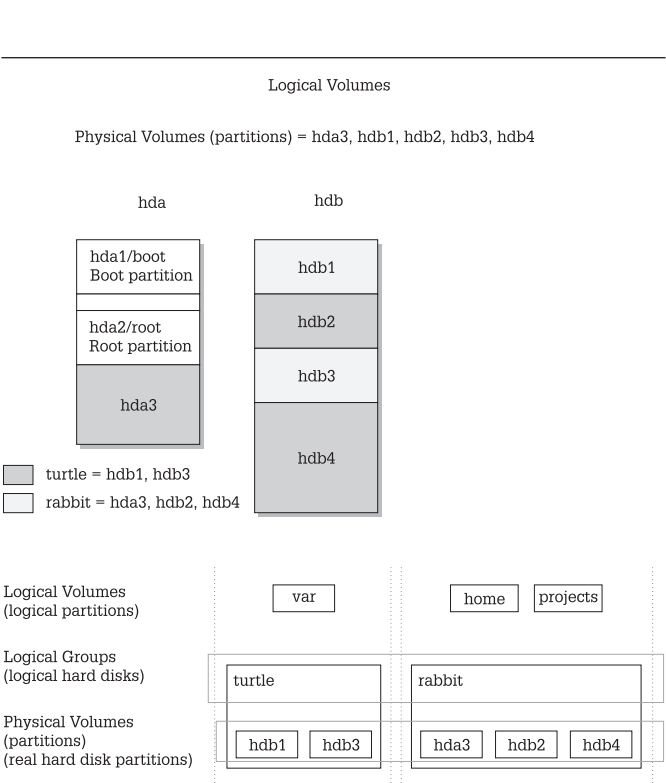 Logical Volumes
Physical Volumes (partitions) = hda3, hdb1, hdb2, hdb3, hdb4
hda
hdb
hda1/boot
Boot partition
hda2/root
Root partition
hda3
hdb1
hdb2
hdb3
hdb4
turtle = hdb1, hdb3
rabbit = hda3, hdb2, hdb4
Logical Volumes
(logical partitions)
var
home
projects
Logical Groups
(logical hard disks)
turtle
rabbit
Physical Volumes
(partitions)
(real hard disk partitions)
hdb1
hdb3
hda3
hdb2
hdb4